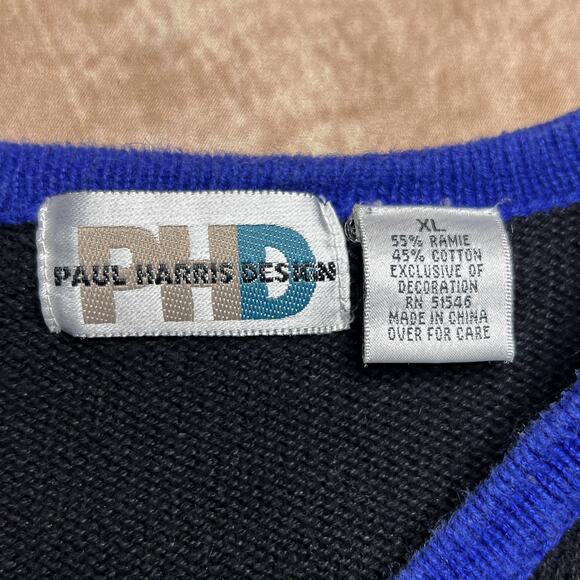 PHD
PAUL HARRIS DESIGN
XL
55% RAMIE
45% COTTON
EXCLUSIVE OF
DECORATION
RN 51546
MADE IN CHINA
OVER FOR CARE